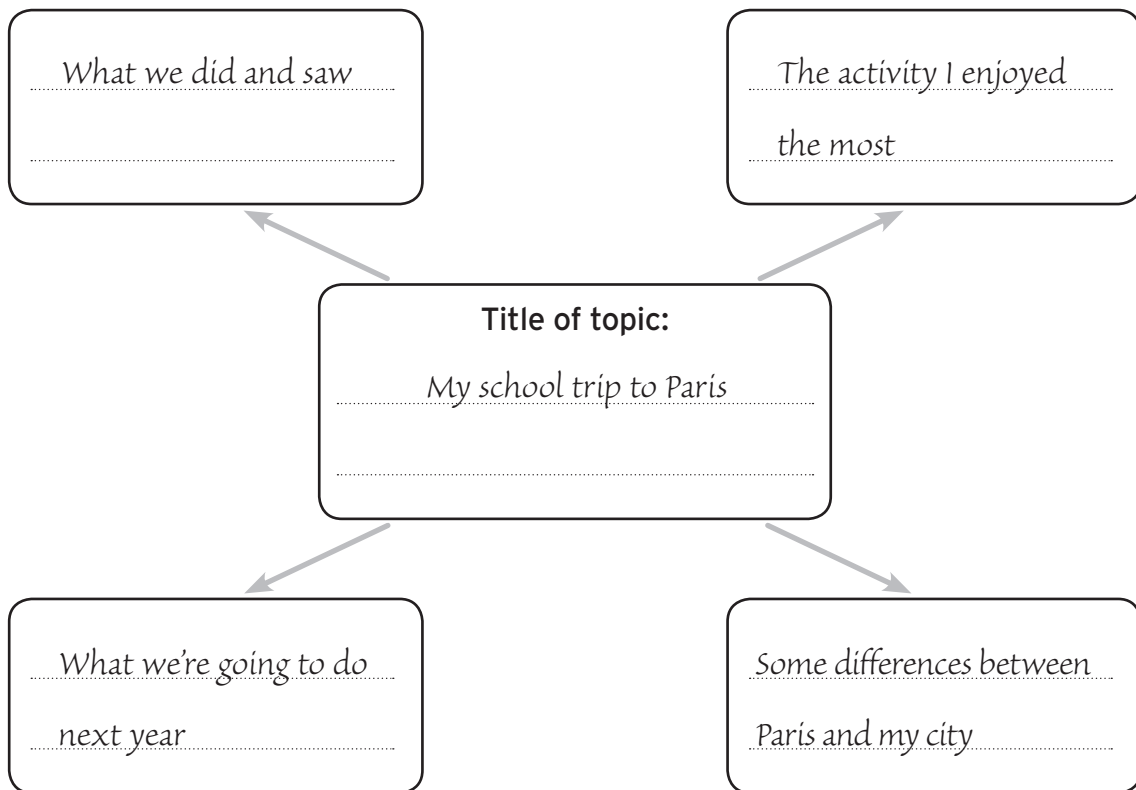 What we did and saw
The activity I enjoyed
the most
Title of topic:
My school trip to Paris
What we're going to do
next year
Some differences between
Paris and my city